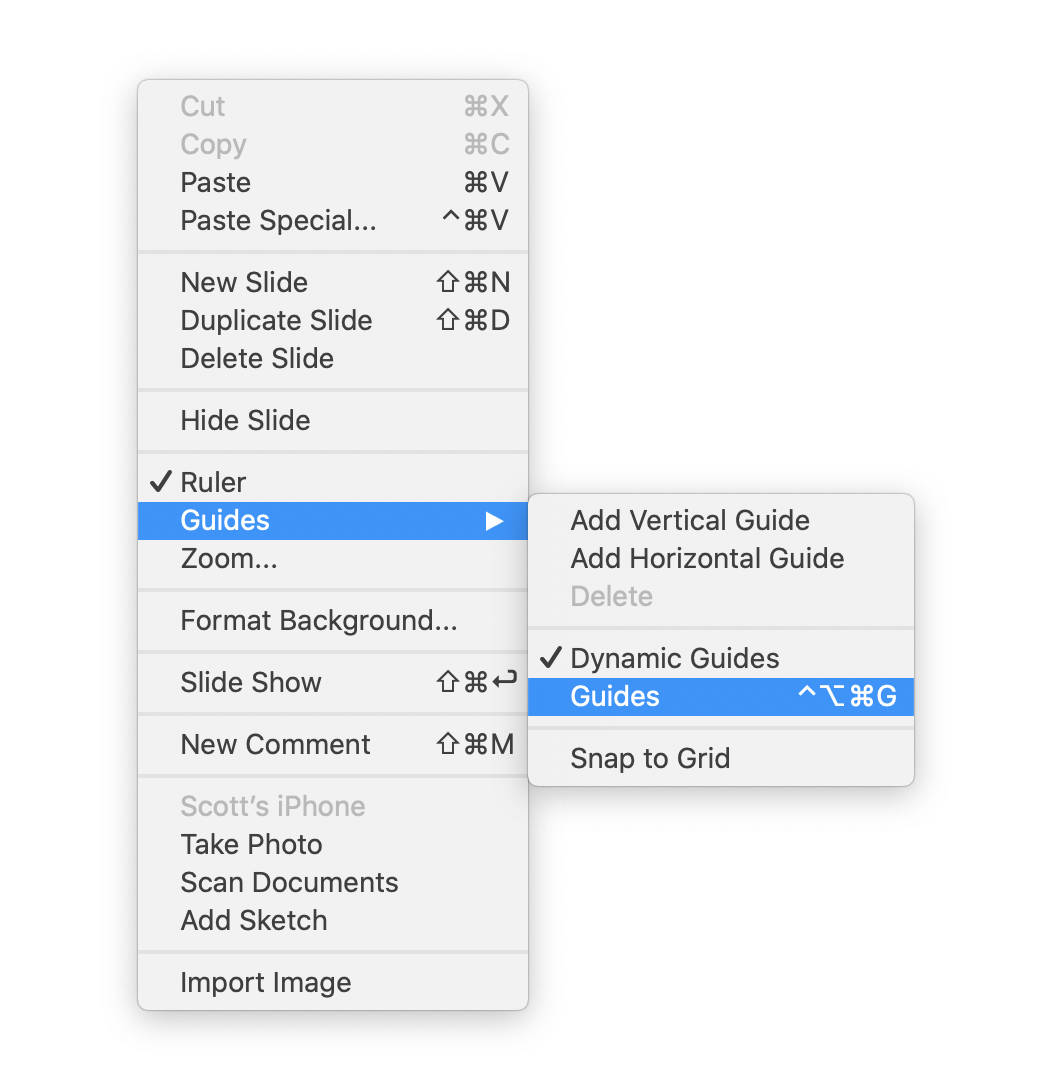 Cut ⌘X
Copy ⌘C
Paste ⌘V
Paste Special... ^⌘V
New Slide ⇧⌘N
Duplicate Slide ⇧⌘D
Delete Slide
Hide Slide
✓ Ruler
Guides ▶
Zoom...
Format Background...
Slide Show ⇧⌘↩
New Comment ⇧⌘M
Scott’s iPhone
Take Photo
Scan Documents
Add Sketch
Import Image
Add Vertical Guide
Add Horizontal Guide
Delete
✓ Dynamic Guides
Guides ^⌥⌘G
Snap to Grid